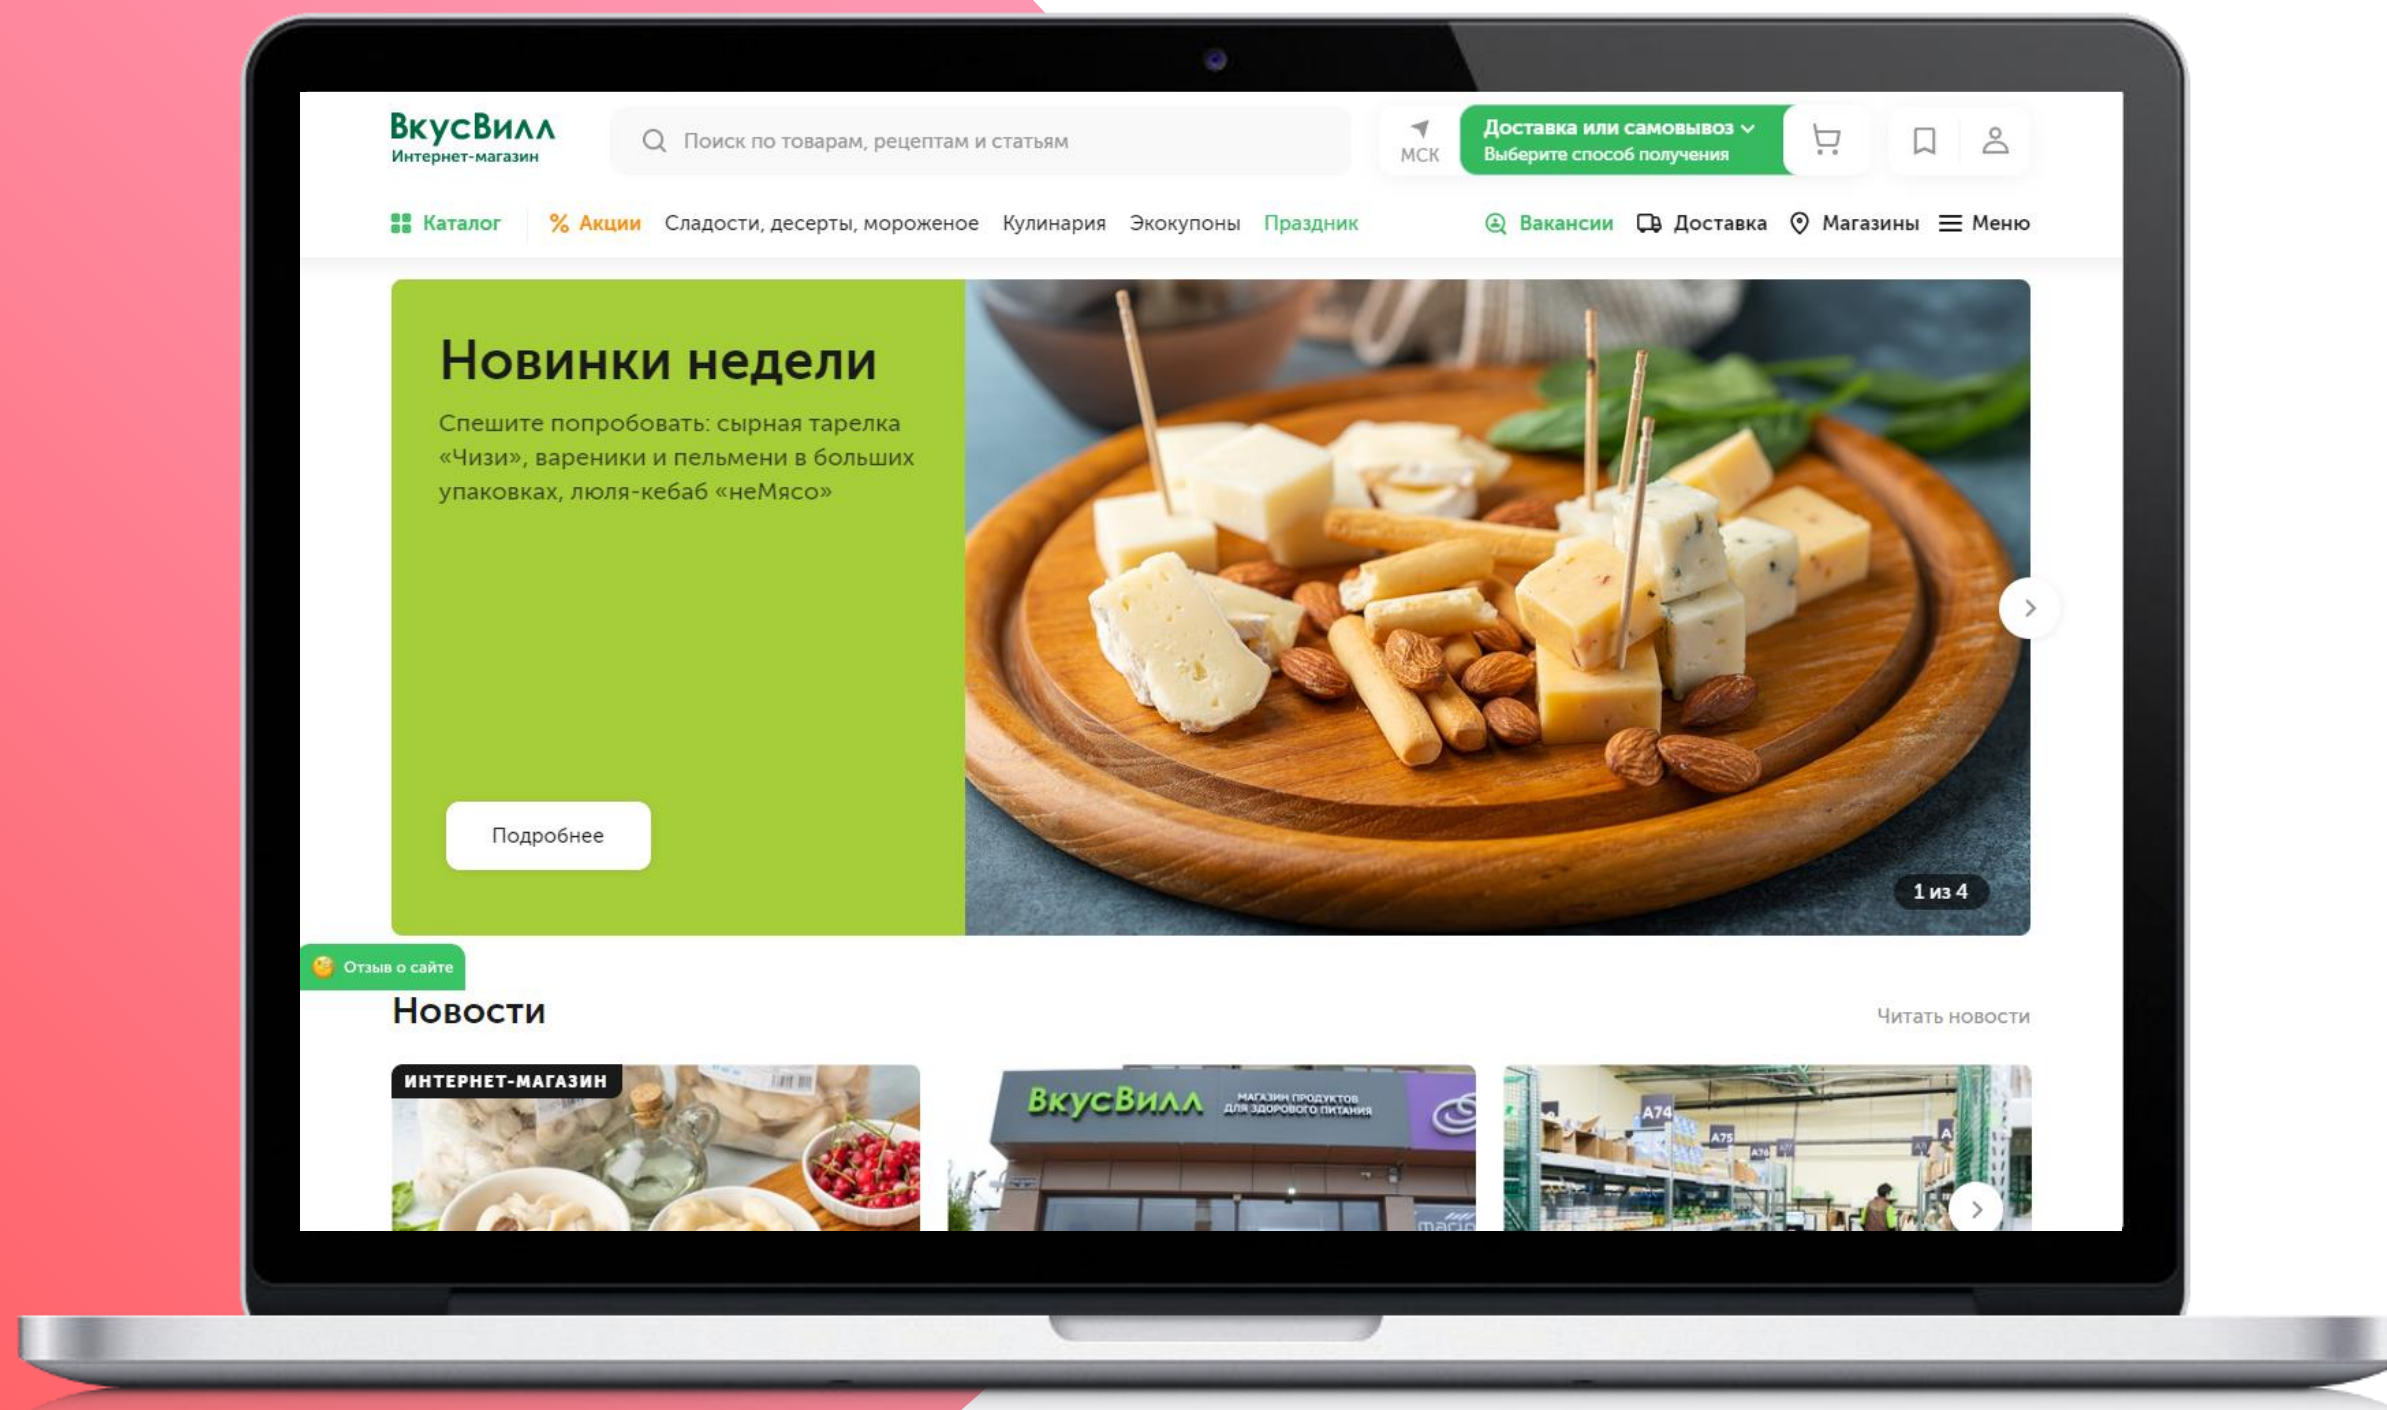 ВкусВилл
Интернет-магазин
Поиск по товарам, рецептам и статьям
МСК
Доставка или самовывоз
Выберите способ получения
Каталог
% Акции
Сладости, десерты, мороженое
Кулинария
Экокупоны
Праздник
Вакансии
Доставка
Магазины
Меню
Новинки недели
Спешите попробовать: сырная тарелка
«Чизи», вареники и пельмени в больших
упаковках, люля-кебаб «неМясо»
Подробнее
1 из 4
Отзыв о сайте
Новости
Читать новости
ИНТЕРНЕТ-МАГАЗИН
ВкусВилл
МАГАЗИН ПРОДУКТОВ
ДЛЯ ЗДОРОВОГО ПИТАНИЯ
A74
A75
A76